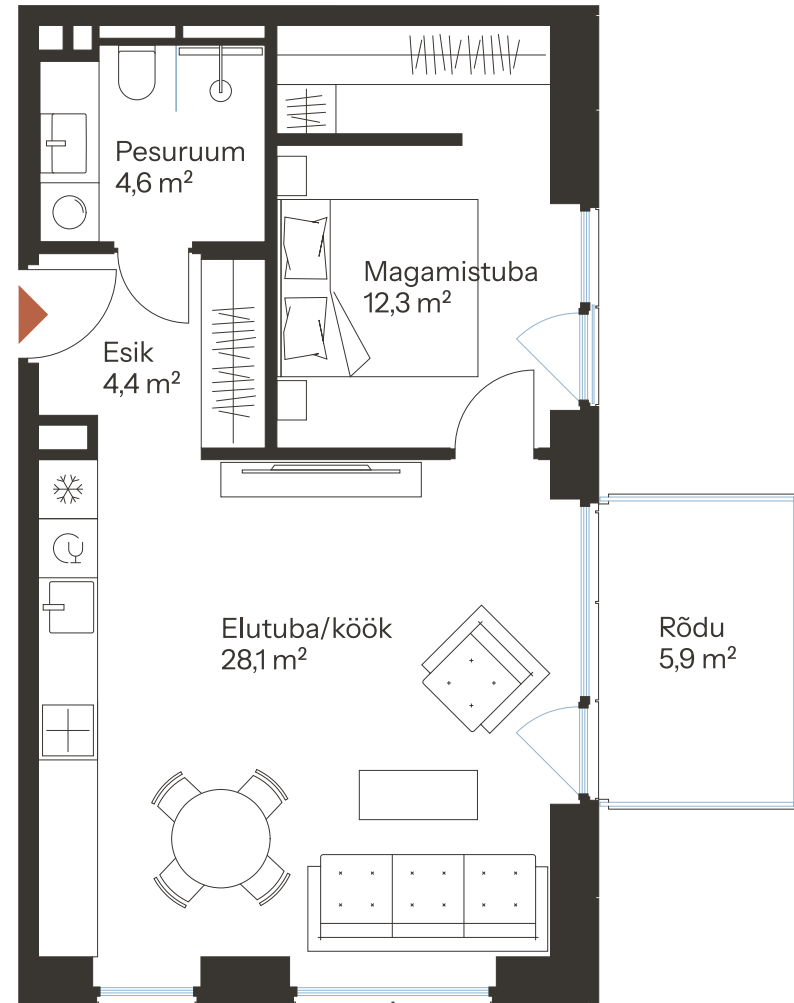 Pesuruum
4,6 m²
Magamistuba
12,3 m²
Esik
4,4 m²
Elutuba/köök
28,1 m²
Rõdu
5,9 m²